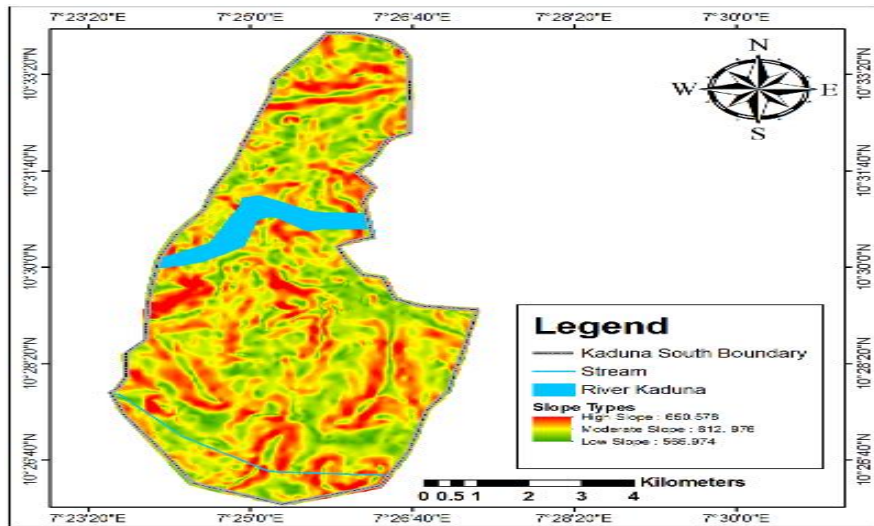 7°23'20"E 7°25'0"E 7°26'40"E 7°28'20"E 7°30'0"E
N
W E
S
10°33'20"N 10°33'20"N
10°31'40"N 10°31'40"N
10°30'0"N 10°30'0"N
10°28'20"N 10°28'20"N
10°26'40"N 10°26'40"N
Legend
Kaduna South Boundary
Stream
River Kaduna
Slope Types
High Slope : 650.576
Moderate Slope : 612.976
Low Slope : 566.974
Kilometers
0 0.5 1 2 3 4
7°23'20"E 7°25'0"E 7°26'40"E 7°28'20"E 7°30'0"E